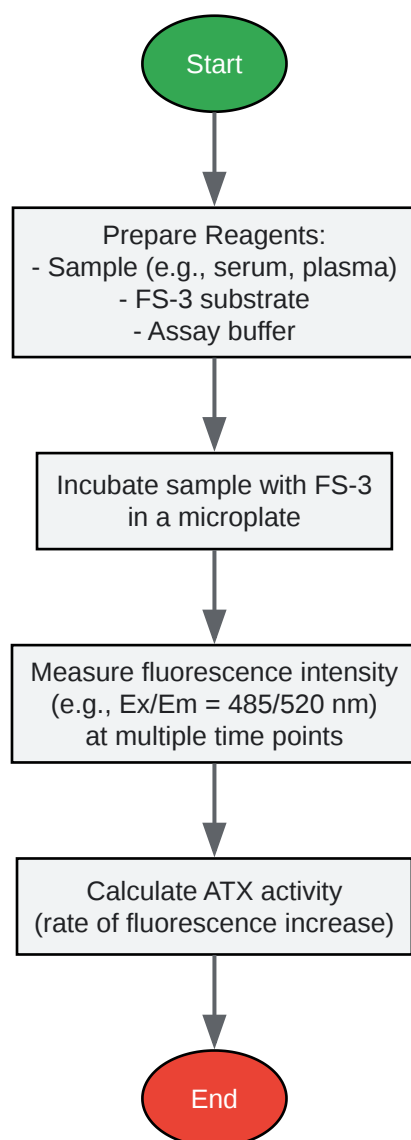 Start
Prepare Reagents:
- Sample (e.g., serum, plasma)
- FS-3 substrate
- Assay buffer
Incubate sample with FS-3
in a microplate
Measure fluorescence intensity
(e.g., Ex/Em = 485/520 nm)
at multiple time points
Calculate ATX activity
(rate of fluorescence increase)
End